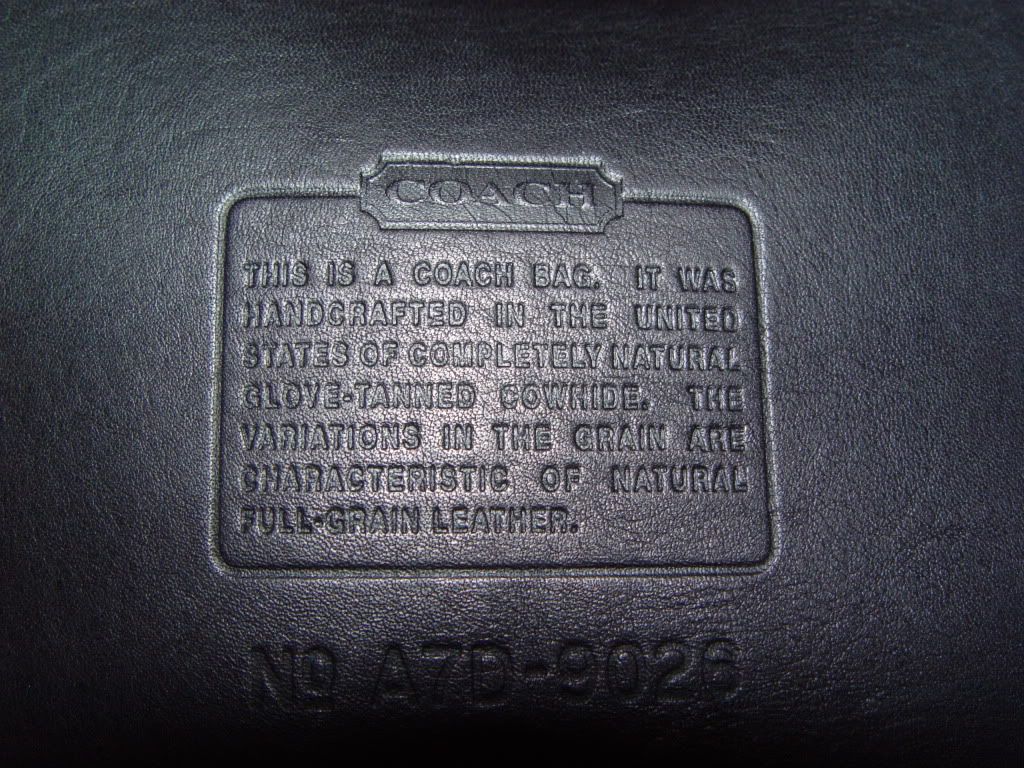 COACH
THIS IS A COACH BAG. IT WAS
HANDCRAFTED IN THE UNITED
STATES OF COMPLETELY NATURAL
GLOVE-TANNED COWHIDE. THE
VARIATIONS IN THE GRAIN ARE
CHARACTERISTIC OF NATURAL
FULL-GRAIN LEATHER.
No A7D-9026